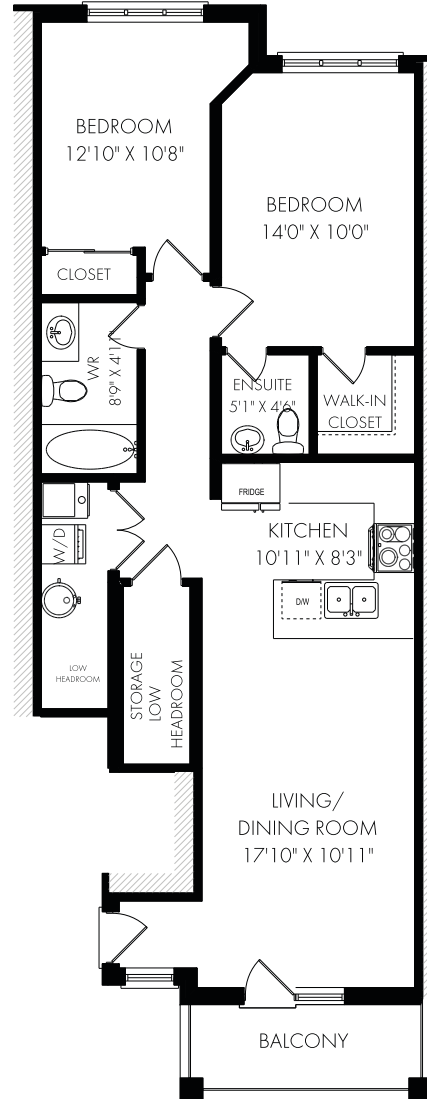 BEDROOM
12'10" X 10'8"
BEDROOM
14'0" X 10'0"
CLOSET
WR
8'9" X 4'11"
ENSUITE
5'1" X 4'6"
WALK-IN
CLOSET
FRIDGE
KITCHEN
10'11" X 8'3"
W/D
D/W
LOW
HEADROOM
STORAGE
LOW
HEADROOM
LIVING/
DINING ROOM
17'10" X 10'11"
BALCONY